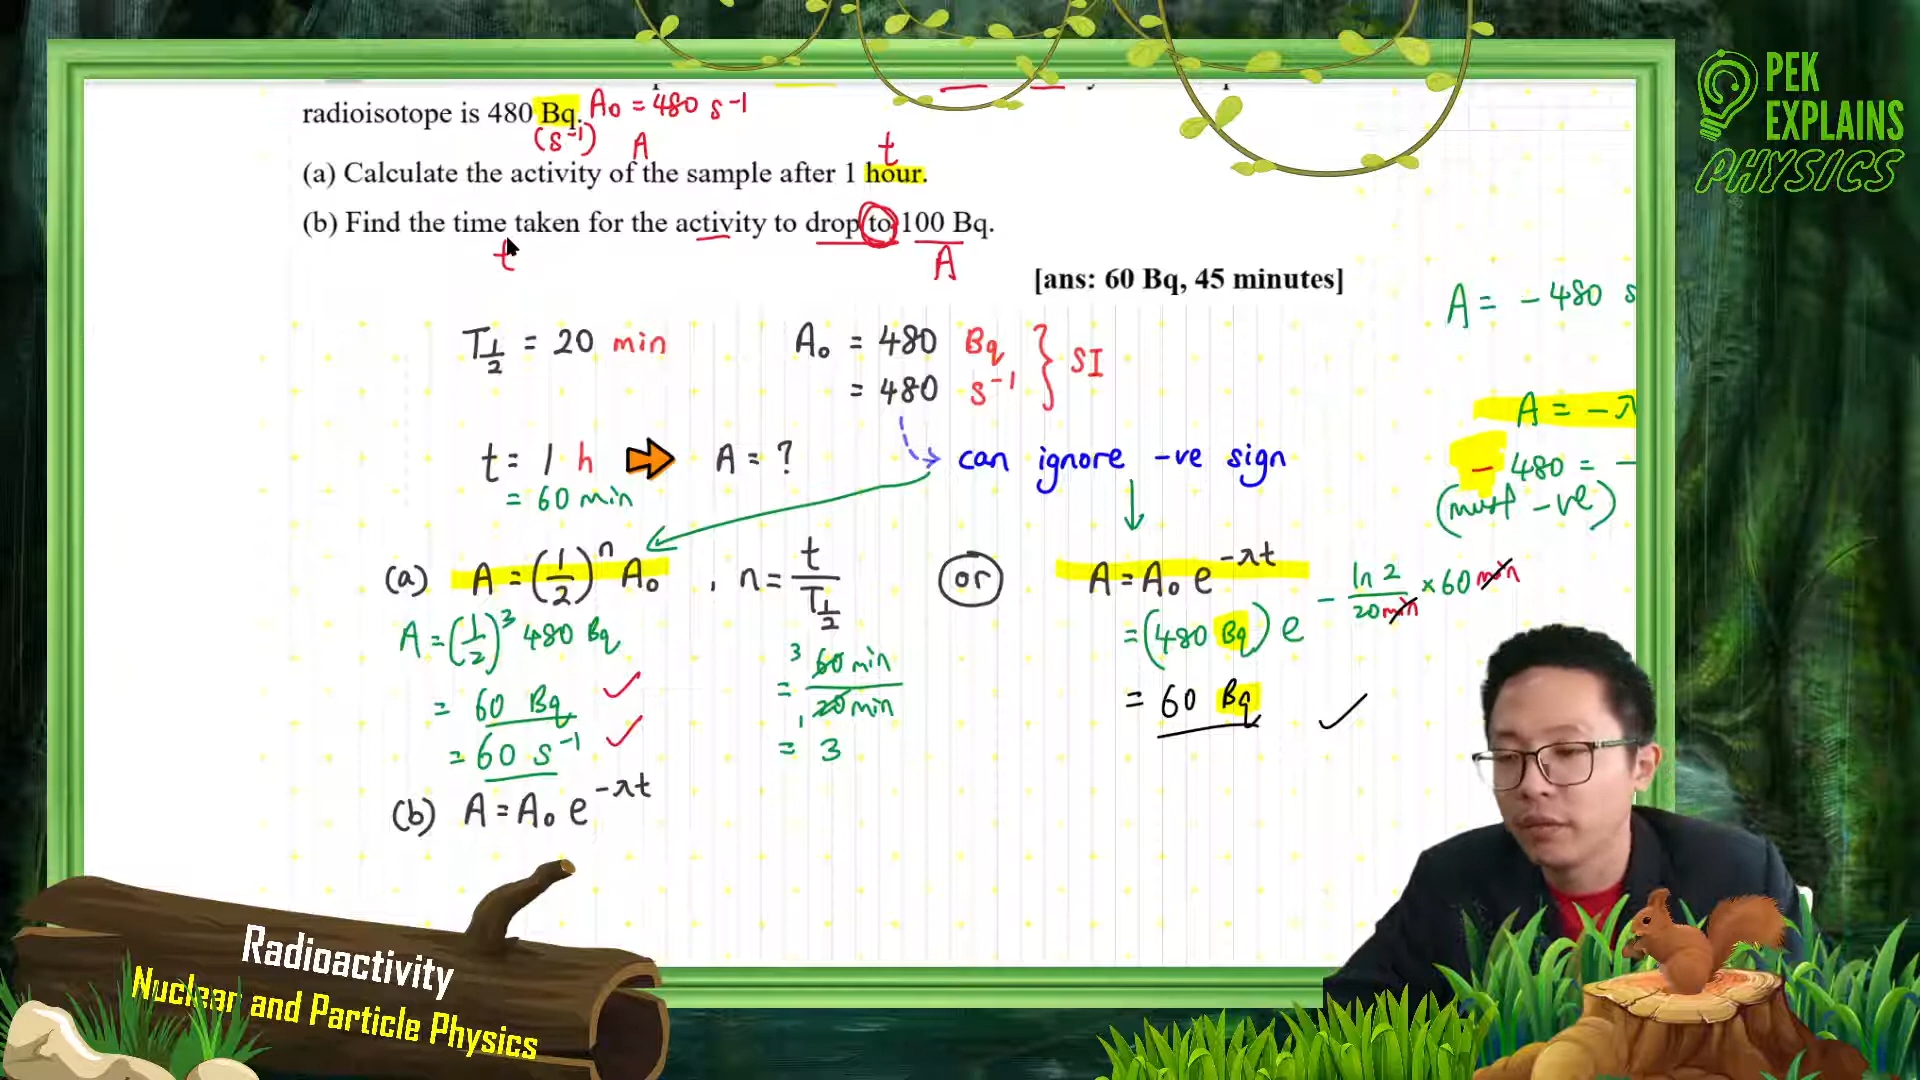 radioisotope is 480 Bq. A₀ = 480 s⁻¹
(s⁻¹) A t
(a) Calculate the activity of the sample after 1 hour.
(b) Find the time taken for the activity to drop to 100 Bq.
t A
[ans: 60 Bq, 45 minutes]
A = - 480 s
T½ = 20 min
A₀ = 480 Bq } SI
= 480 s⁻¹
A = - λ
t = 1 h A = ?
= 60 min
can ignore -ve sign
- 480 = -
(must -ve)
(a) A = (1/2)ⁿ A₀ , n = t / T½
or
A = A₀ e^(-λt)
A = (1/2)³ 480 Bq
= 60 Bq ✓
= 60 s⁻¹ ✓
3 60 min
= 1 20 min
= 3
= (480 Bq) e^(- ln 2 / 20 min × 60 min)
= 60 Bq ✓
(b) A = A₀ e^(-λt)
PEK
EXPLAINS
PHYSICS
Radioactivity
Nuclear and Particle Physics